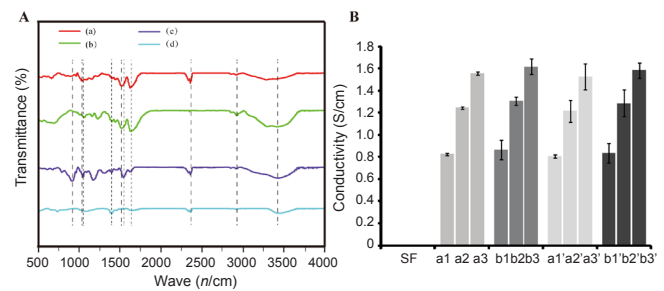 A
(a)
(c)
(b)
(d)
Transmittance (%)
500 1000 1500 2000 2500 3000 3500 4000
Wave (n/cm)
B
Conductivity (S/cm)
1.8
1.6
1.4
1.2
1.0
0.8
0.6
0.4
0.2
0
SF a1 a2 a3 b1b2b3 a1'a2'a3' b1'b2'b3'